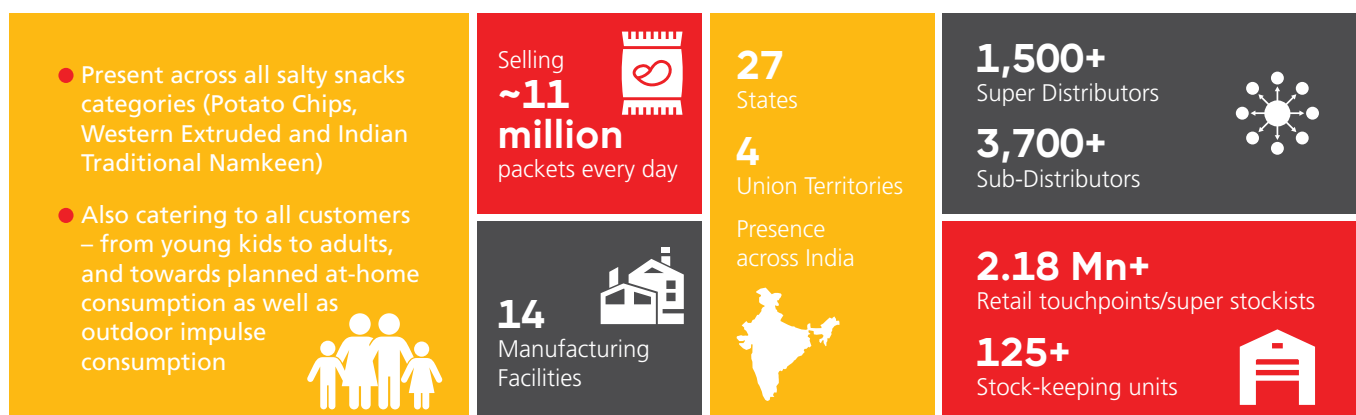 Present across all salty snacks
categories (Potato Chips,
Western Extruded and Indian
Traditional Namkeen)
Also catering to all customers
– from young kids to adults,
and towards planned at-home
consumption as well as
outdoor impulse
consumption
Selling
~11
million
packets every day
14
Manufacturing
Facilities
27
States
4
Union Territories
Presence
across India
1,500+
Super Distributors
3,700+
Sub-Distributors
2.18 Mn+
Retail touchpoints/super stockists
125+
Stock-keeping units